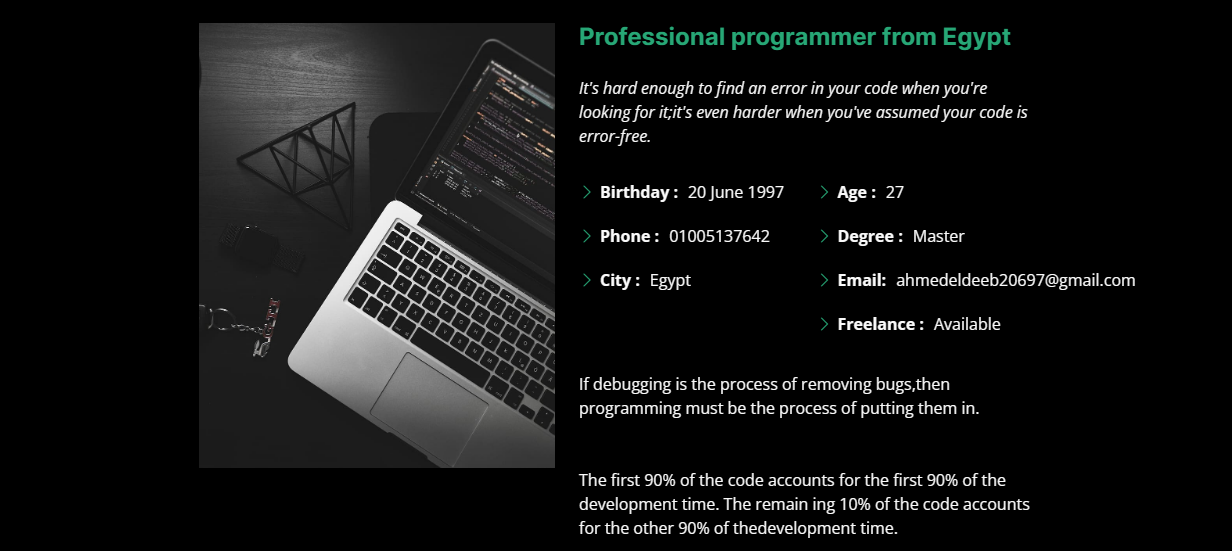 Professional programmer from Egypt
It's hard enough to find an error in your code when you're
looking for it;it's even harder when you've assumed your code is
error-free.
Birthday : 20 June 1997
Age : 27
Phone : 01005137642
Degree : Master
City : Egypt
Email: ahmedeldeeb20697@gmail.com
Freelance : Available
If debugging is the process of removing bugs,then
programming must be the process of putting them in.
The first 90% of the code accounts for the first 90% of the
development time. The remain ing 10% of the code accounts
for the other 90% of thedevelopment time.